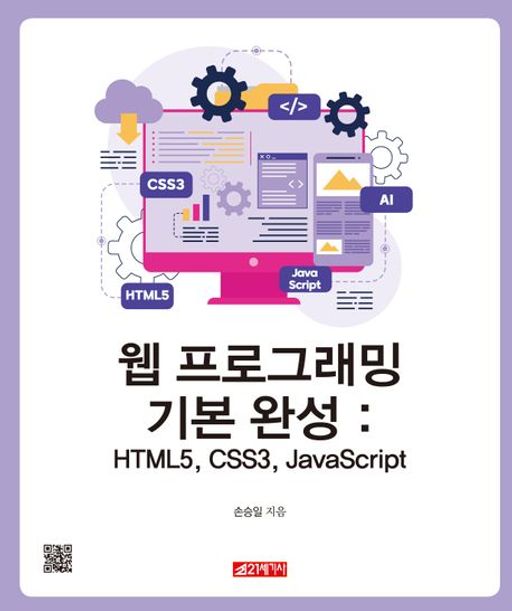 </>
CSS3
AI
Java
Script
HTML5
웹 프로그래밍
기본 완성 :
HTML5, CSS3, JavaScript
손승일 지음
21세기사